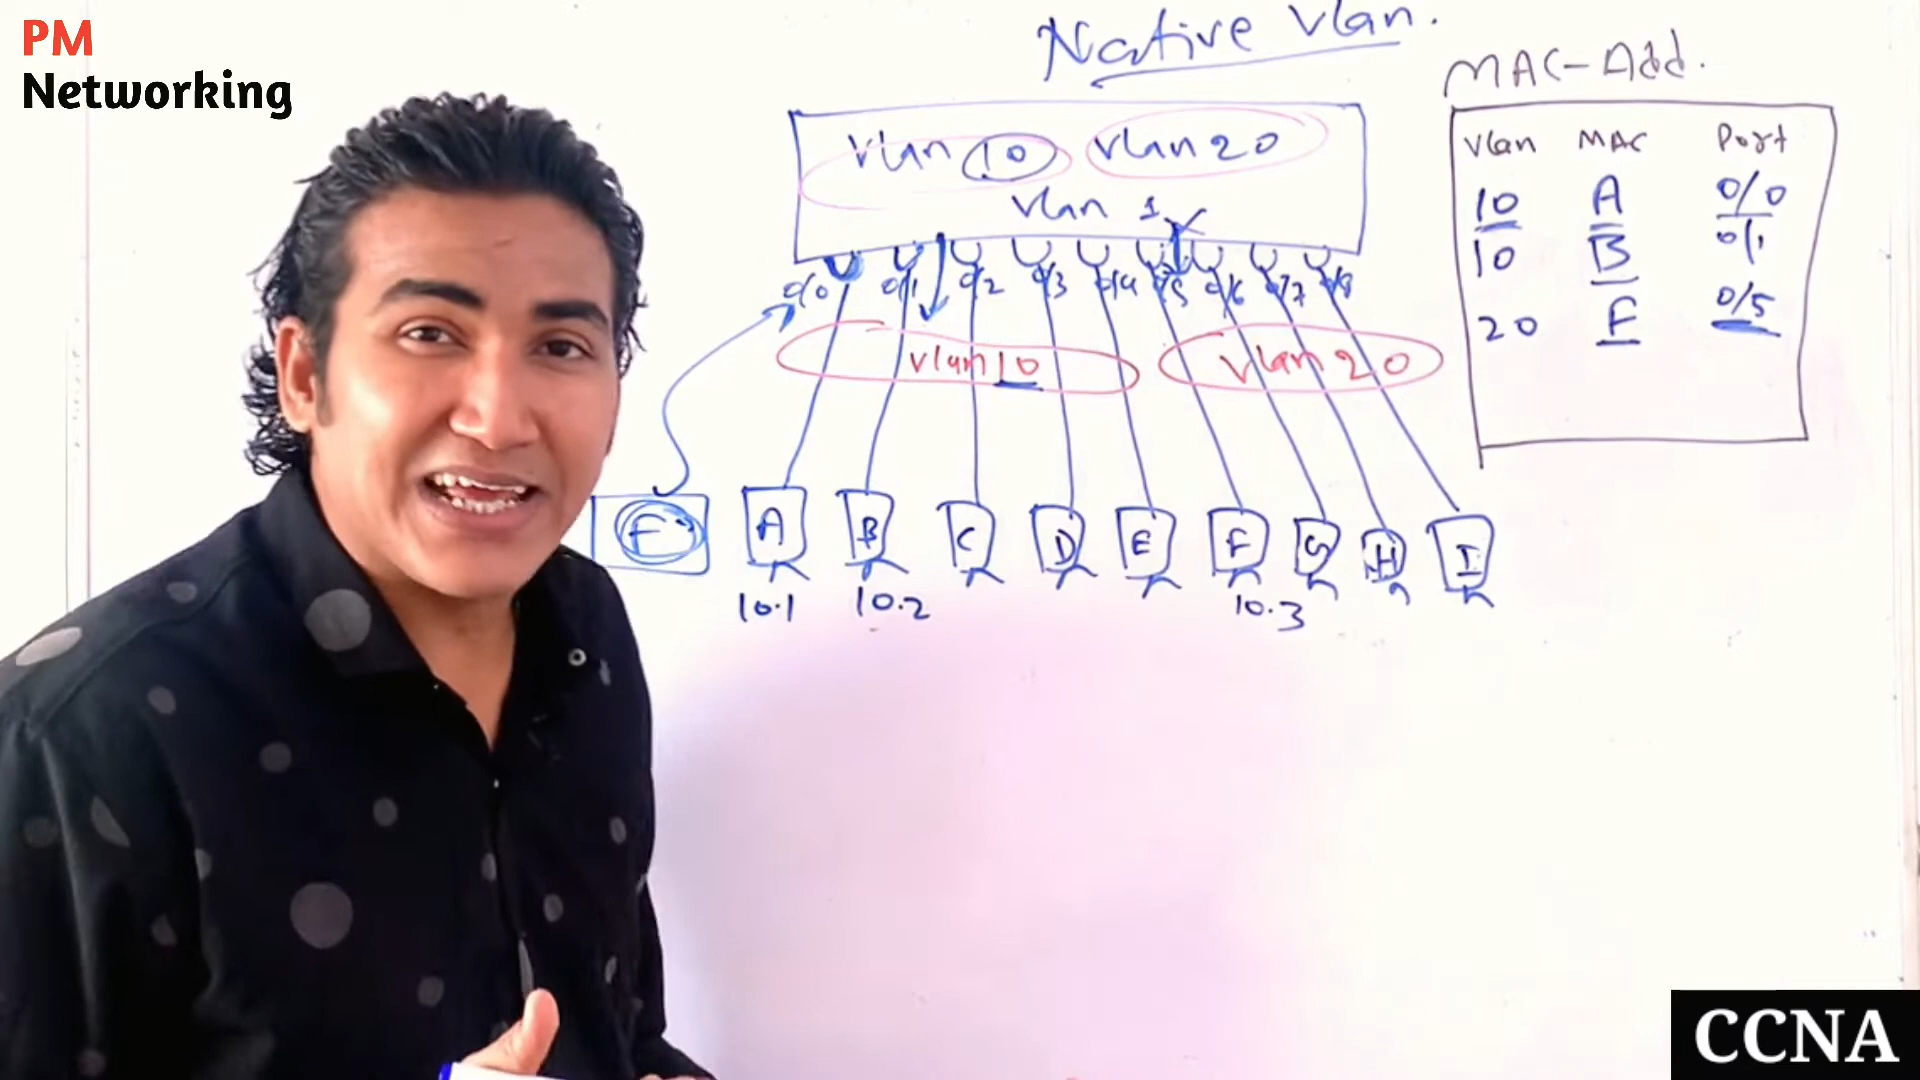 PM
Networking
Native Vlan.
MAC-Add.
Vlan 10 Vlan 20
Vlan 1
Vlan MAC Port
10 A 0/0
10 B 0/1
20 F 0/5
0/0 0/1 0/2 0/3 0/4 0/5 0/6 0/7 0/8
Vlan 10 Vlan 20
F A B C D E F G H I
10.1 10.2 10.3
CCNA